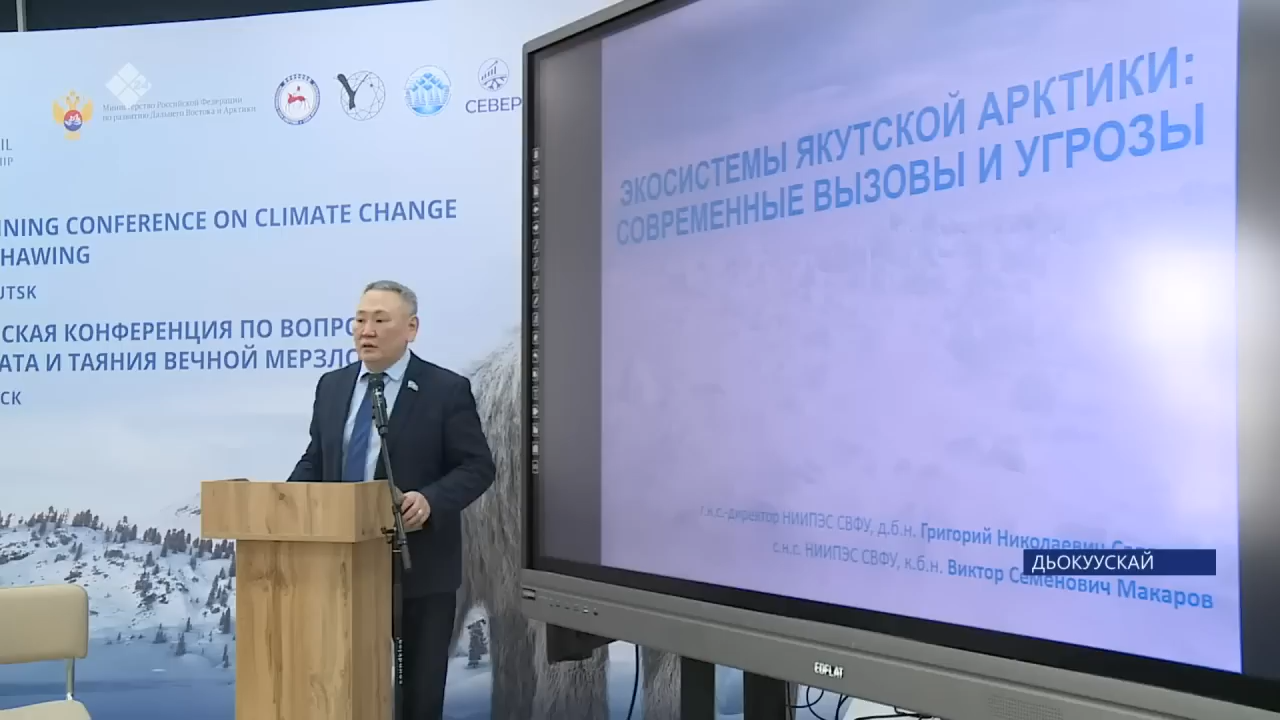 IL
IP
Министерство Российской Федерации
по развитию Дальнего Востока и Арктики
СЕВЕР
NING CONFERENCE ON CLIMATE CHANGE
HAWING
UTSK
СКАЯ КОНФЕРЕНЦИЯ ПО ВОПРО
АТА И ТАЯНИЯ ВЕЧНОЙ МЕРЗЛО
СК
ЭКОСИСТЕМЫ ЯКУТСКОЙ АРКТИКИ:
СОВРЕМЕННЫЕ ВЫЗОВЫ И УГРОЗЫ
г.н.с.-директор НИИПЭС СВФУ, д.б.н. Григорий Николаевич
с.н.с. НИИПЭС СВФУ, к.б.н. Виктор Семенович Макаров
ДЬОКУУСКАЙ
EDFLAT